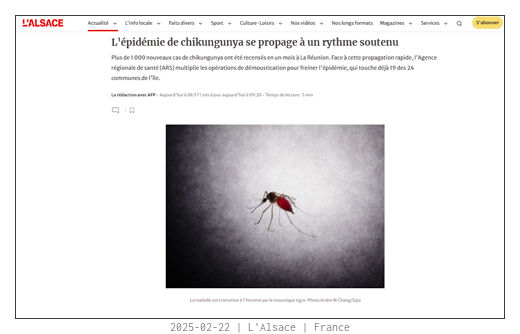 L'ALSACE
Actualité L'info locale Faits divers Sport Culture - Loisirs Nos vidéos Nos longs formats Magazines Services S'abonner
L'épidémie de chikungunya se propage à un rythme soutenu
Plus de 1 000 nouveaux cas de chikungunya ont été recensés en un mois à La Réunion. Face à cette propagation rapide, l'Agence
régionale de santé (ARS) multiplie les opérations de démoustication pour freiner l'épidémie, qui touche déjà 19 des 24
communes de l'île.
La rédaction avec AFP - Aujourd'hui à 08:57 | mis à jour aujourd'hui à 09:20 - Temps de lecture : 1 min
La maladie est transmise à l'homme par le moustique tigre. Photo Andre M Chang/Sipa
2025-02-22 | L'Alsace | France